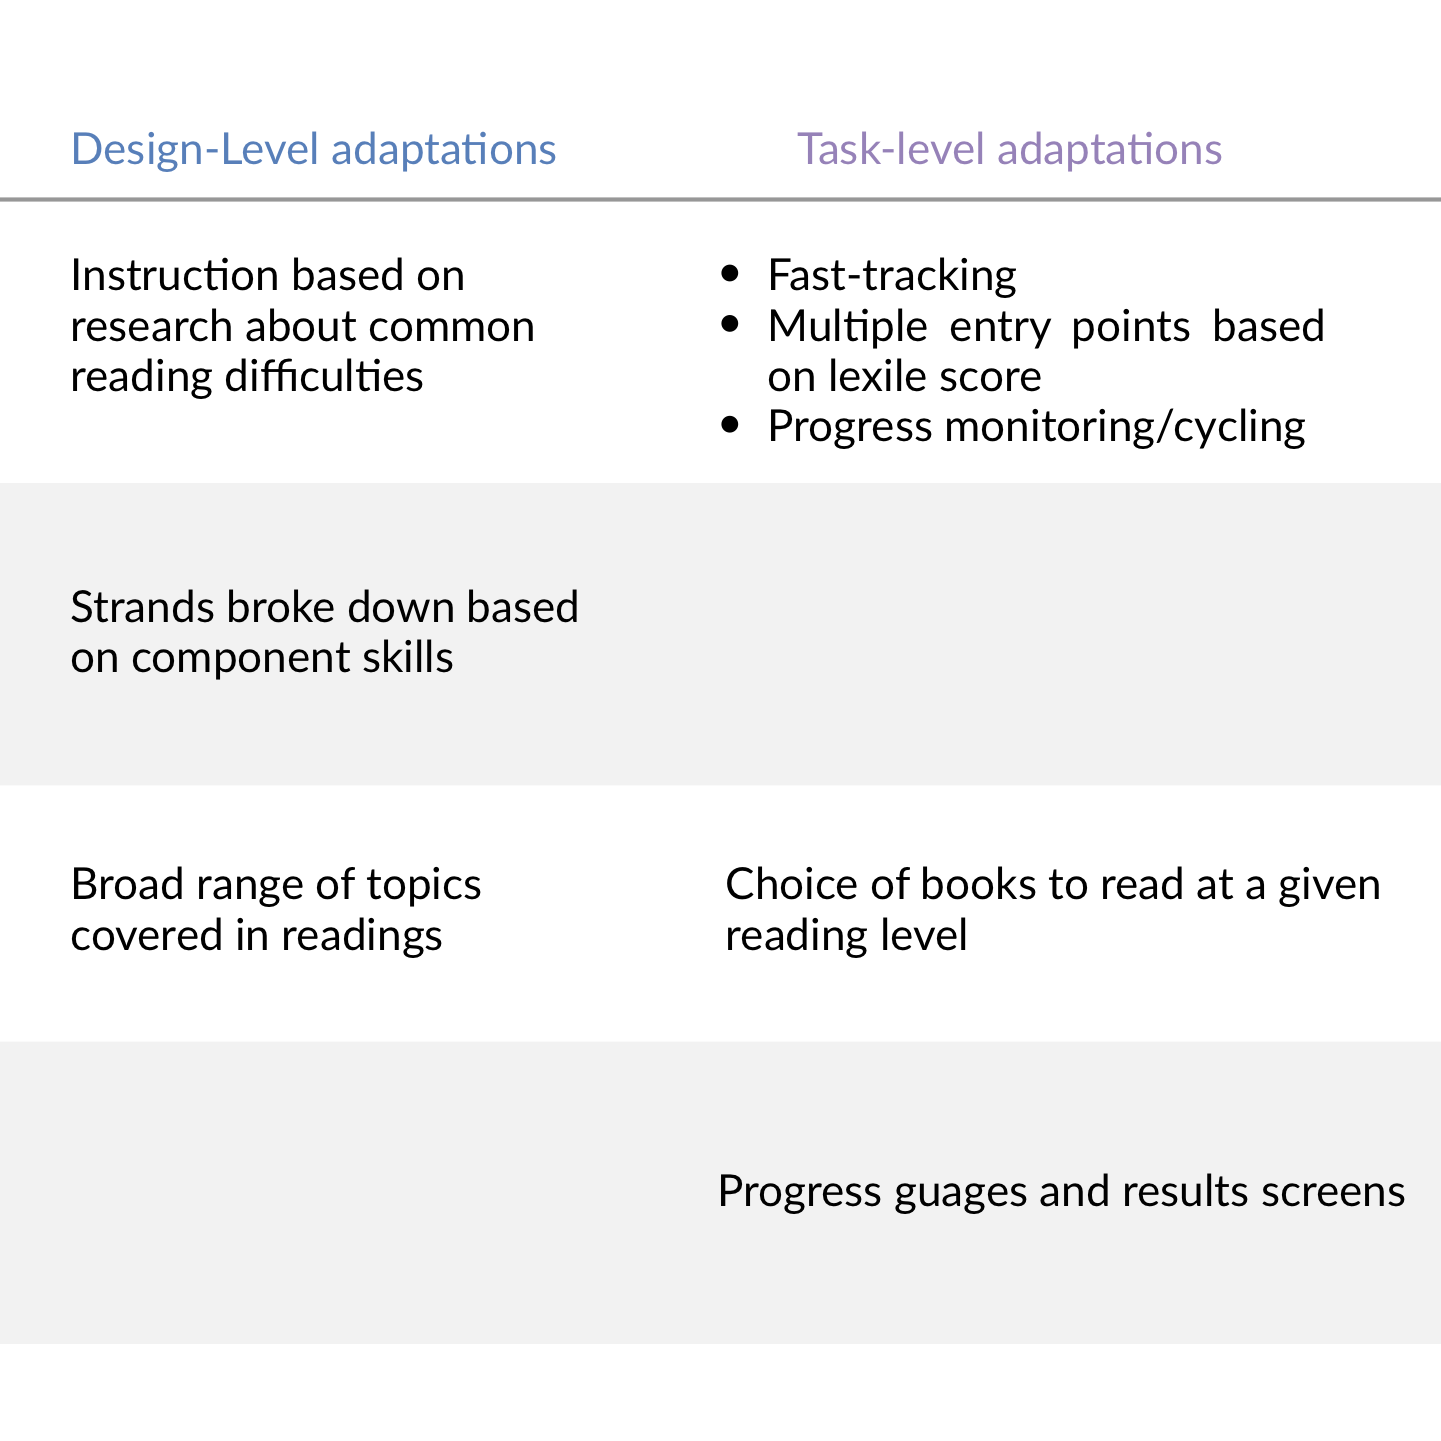 Design-Level adaptations
Task-level adaptations
Instruction based on
research about common
reading difficulties
• Fast-tracking
• Multiple entry points based
on lexile score
• Progress monitoring/cycling
Strands broke down based
on component skills
Broad range of topics
covered in readings
Choice of books to read at a given
reading level
Progress guages and results screens